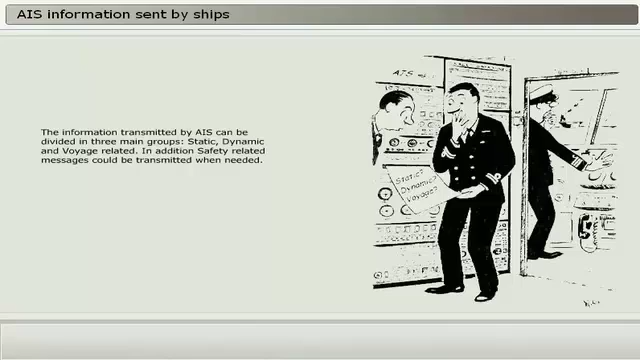 AIS information sent by ships
The information transmitted by AIS can be
divided in three main groups: Static, Dynamic
and Voyage related. In addition Safety related
messages could be transmitted when needed.
AIS
Static?
Dynamic?
Voyage?